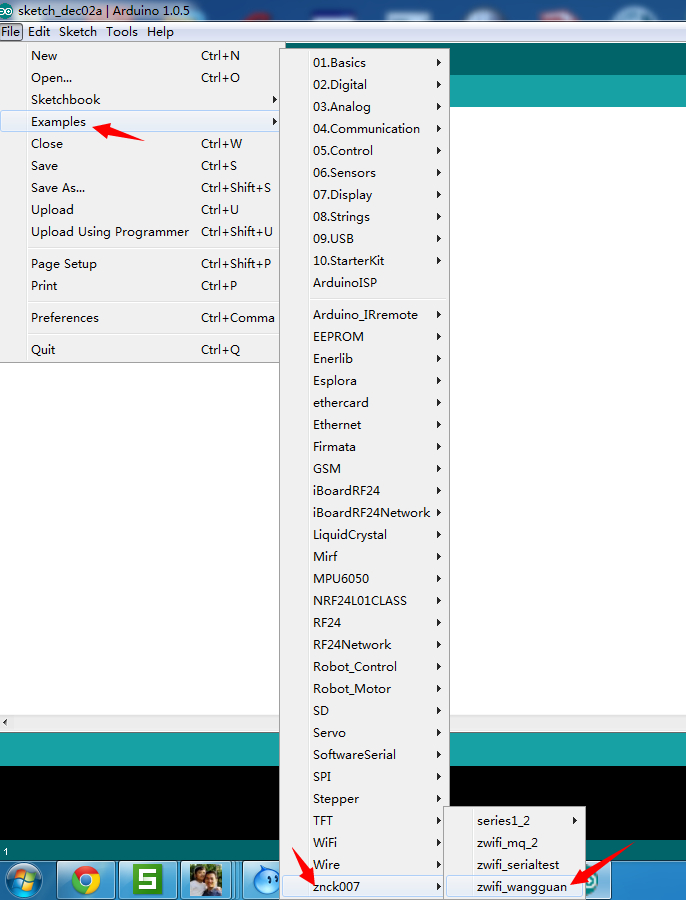 sketch_dec02a | Arduino 1.0.5
File Edit Sketch Tools Help
New Ctrl+N
Open... Ctrl+O
Sketchbook
Examples
Close Ctrl+W
Save Ctrl+S
Save As... Ctrl+Shift+S
Upload Ctrl+U
Upload Using Programmer Ctrl+Shift+U
Page Setup Ctrl+Shift+P
Print Ctrl+P
Preferences Ctrl+Comma
Quit Ctrl+Q
01.Basics
02.Digital
03.Analog
04.Communication
05.Control
06.Sensors
07.Display
08.Strings
09.USB
10.StarterKit
ArduinoISP
Arduino_IRremote
EEPROM
Enerlib
Esplora
ethercard
Ethernet
Firmata
GSM
iBoardRF24
iBoardRF24Network
LiquidCrystal
Mirf
MPU6050
NRF24L01CLASS
RF24
RF24Network
Robot_Control
Robot_Motor
SD
Servo
SoftwareSerial
SPI
Stepper
TFT
WiFi
Wire
znck007
series1_2
zwifi_mq_2
zwifi_serialtest
zwifi_wangguan
1
S